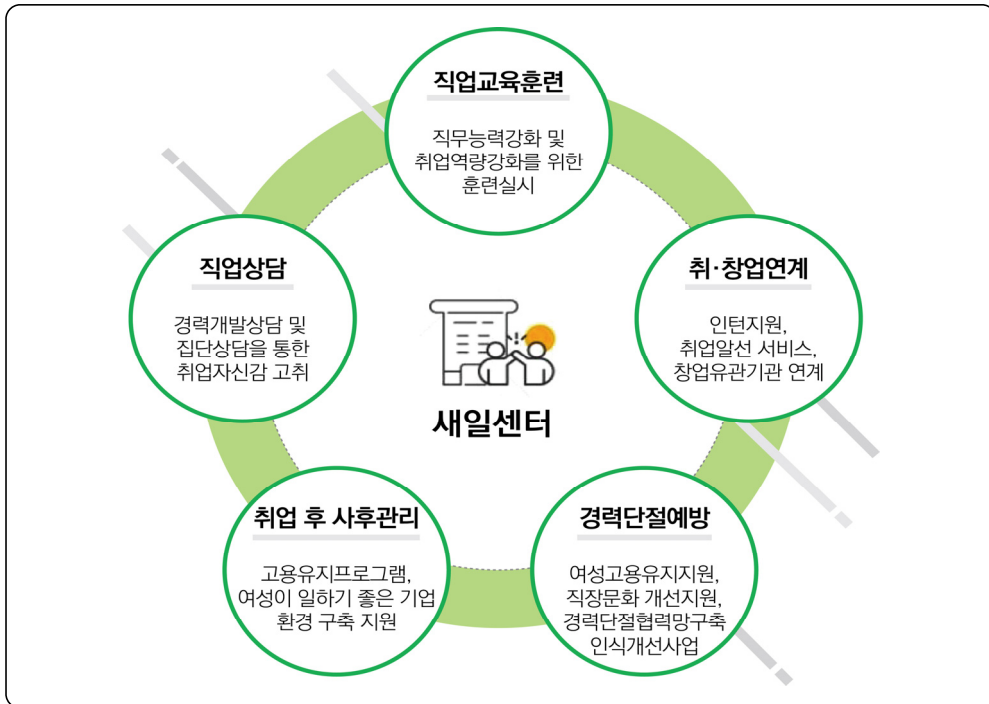 직업교육훈련
직무능력강화 및
취업역량강화를 위한
훈련실시
직업상담
경력개발상담 및
집단상담을 통한
취업자신감 고취
취·창업연계
인턴지원,
취업알선 서비스,
창업유관기관 연계
새일센터
취업 후 사후관리
고용유지프로그램,
여성이 일하기 좋은 기업
환경 구축 지원
경력단절예방
여성고용유지지원,
직장문화 개선지원,
경력단절협력망구축
인식개선사업